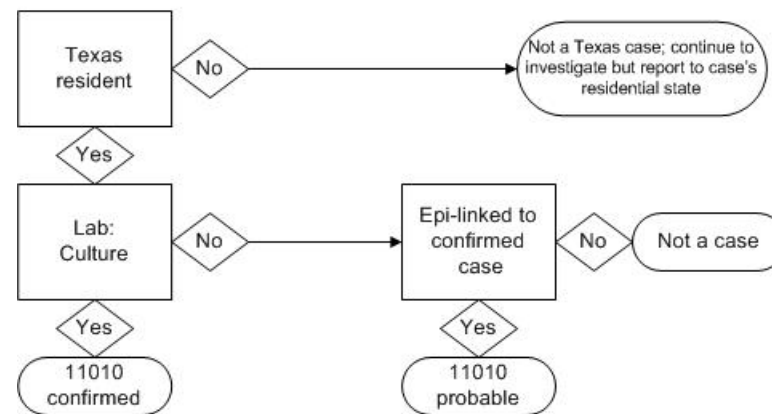 Texas
resident
No
Not a Texas case; continue to
investigate but report to case's
residential state
Yes
Lab:
Culture
No
Epi-linked to
confirmed
case
No
Not a case
Yes
Yes
11010
confirmed
11010
probable